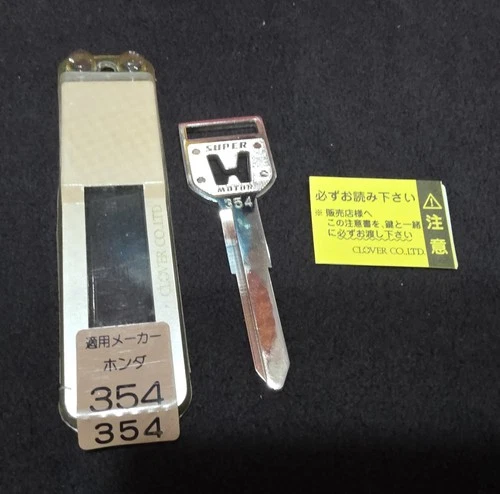 CLOVER CO.,LTD.
適用メーカー
ホンダ
354
354
SUPER
H
MOTOR
354
必ずお読み下さい
※ 販売店様へ
この注意書を、鍵と一緒
に必ずお渡し下さい
CLOVER CO.,LTD.
注意